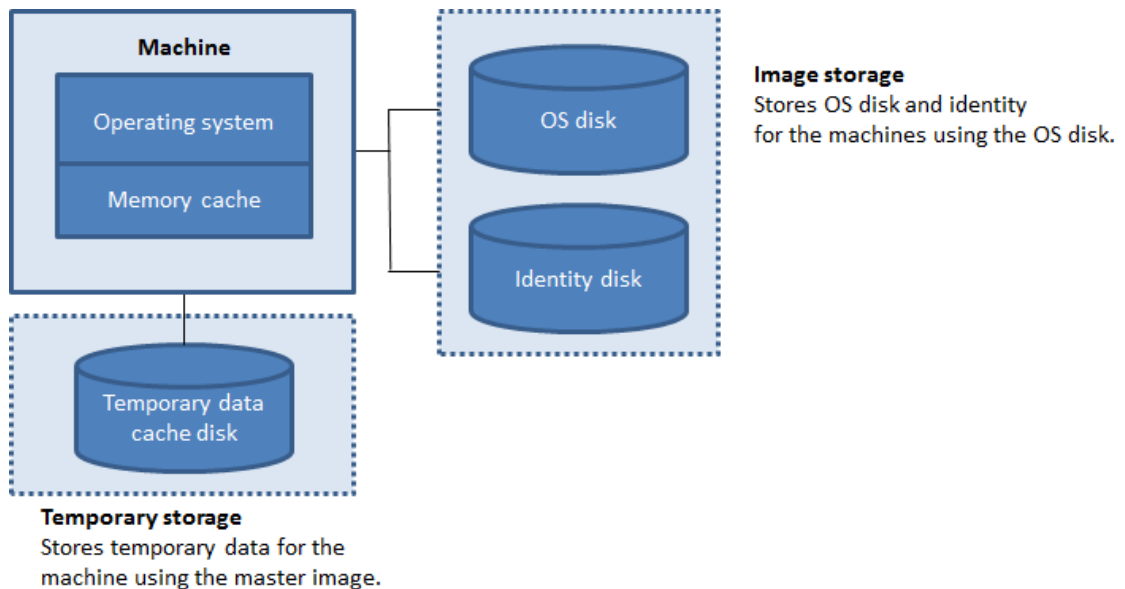 Machine
Operating system
Memory cache
OS disk
Identity disk
Image storage
Stores OS disk and identity
for the machines using the OS disk.
Temporary data
cache disk
Temporary storage
Stores temporary data for the
machine using the master image.